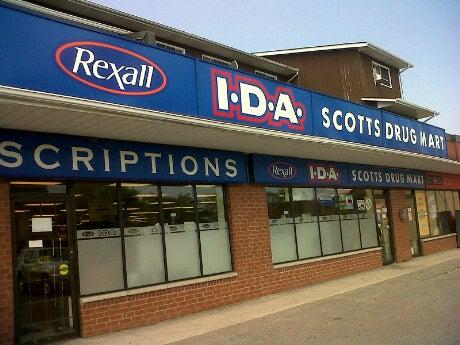 Rexall
I·D·A·
SCOTTS DRUG MART
SCRIPTIONS
Rexall
I·D·A·
SCOTTS DRUG MART